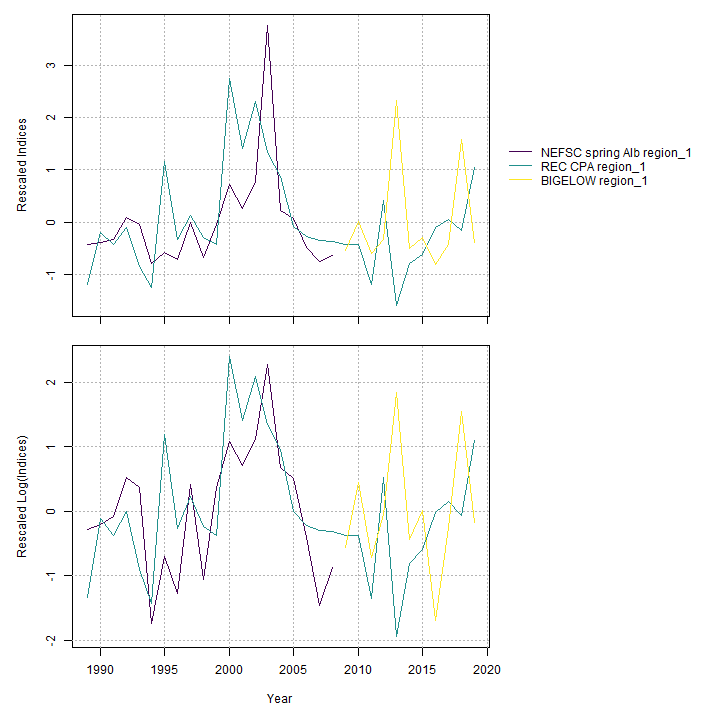 3
2
1
0
-1
Rescaled Indices
NEFSC spring Alb region_1
REC CPA region_1
BIGELOW region_1
2
1
0
-1
-2
Rescaled Log(Indices)
1990 1995 2000 2005 2010 2015 2020
Year